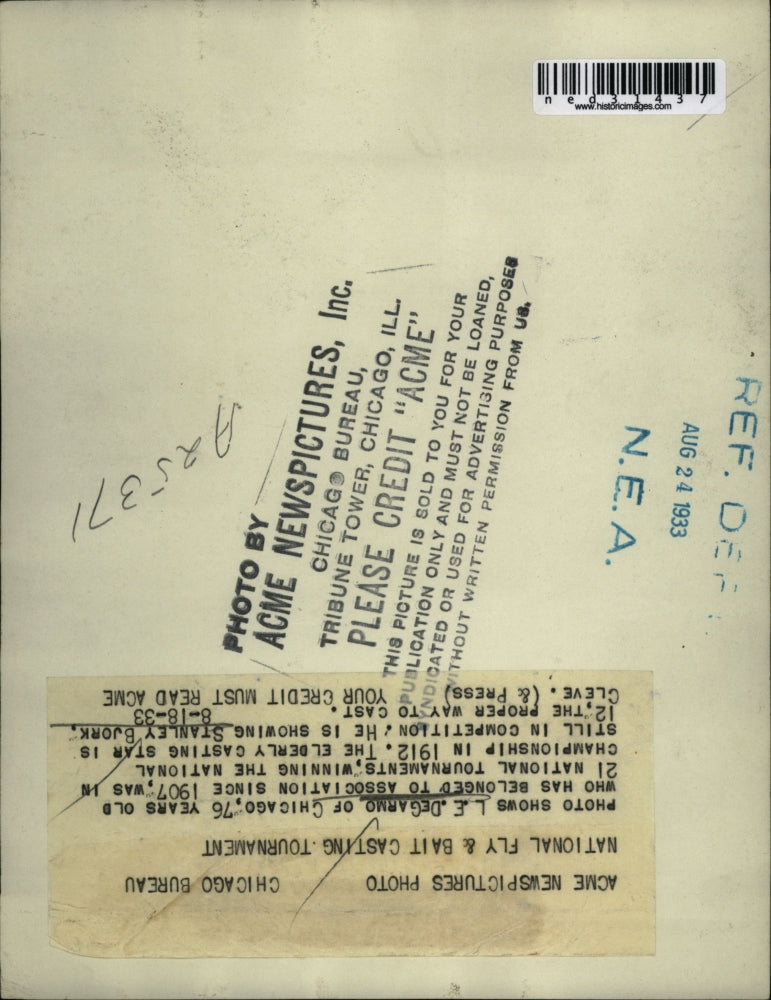 ned31437
www.historicimages.com
A25371
PHOTO BY
ACME NEWSPICTURES, Inc.
CHICAGO BUREAU,
TRIBUNE TOWER, CHICAGO, ILL.
PLEASE CREDIT "ACME"
THIS PICTURE IS SOLD TO YOU FOR YOUR
PUBLICATION ONLY AND MUST NOT BE LOANED,
SYNDICATED OR USED FOR ADVERTISING PURPOSES
WITHOUT WRITTEN PERMISSION FROM US.
N.E.A.
AUG 24 1933
REF. DEPT.
ACME NEWSPICTURES PHOTO CHICAGO BUREAU
NATIONAL FLY & BAIT CASTING TOURNAMENT
PHOTO SHOWS L.E.DEGARMO OF CHICAGO, 76 YEARS OLD
WHO HAS BELONGED TO ASSOCIATION SINCE 1907, WAS IN
21 NATIONAL TOURNAMENTS, WINNING THE NATIONAL
CHAMPIONSHIP IN 1912. THE ELDERLY CASTING STAR IS
STILL IN COMPETITION. HE IS SHOWING STANLEY BJORK,
12, THE PROPER WAY TO CAST. 8-18-33
CLEVE. (& PRESS) YOUR CREDIT MUST READ ACME